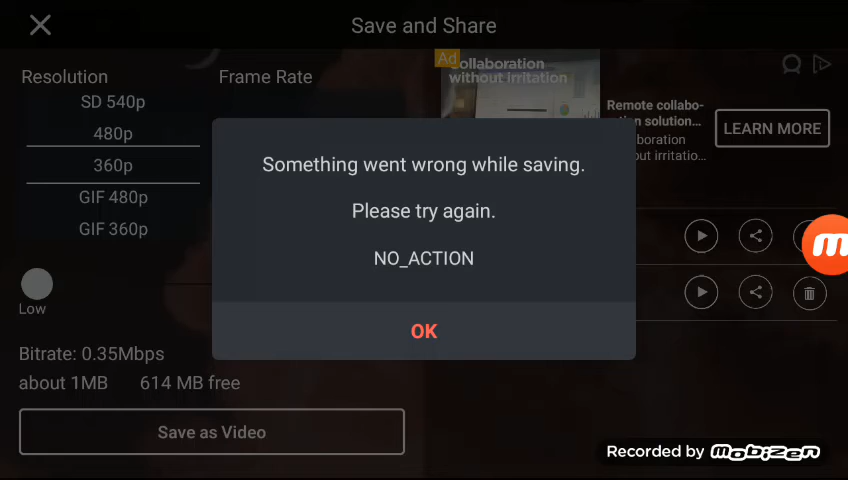 Save and Share
Resolution
SD 540p
480p
360p
GIF 480p
GIF 360p
Frame Rate
Ad
Collaboration
without irritation
Remote collabo-
solution...
irritatio...
LEARN MORE
Something went wrong while saving.
Please try again.
NO_ACTION
OK
Low
Bitrate: 0.35Mbps
about 1MB 614 MB free
Save as Video
Recorded by mobizen